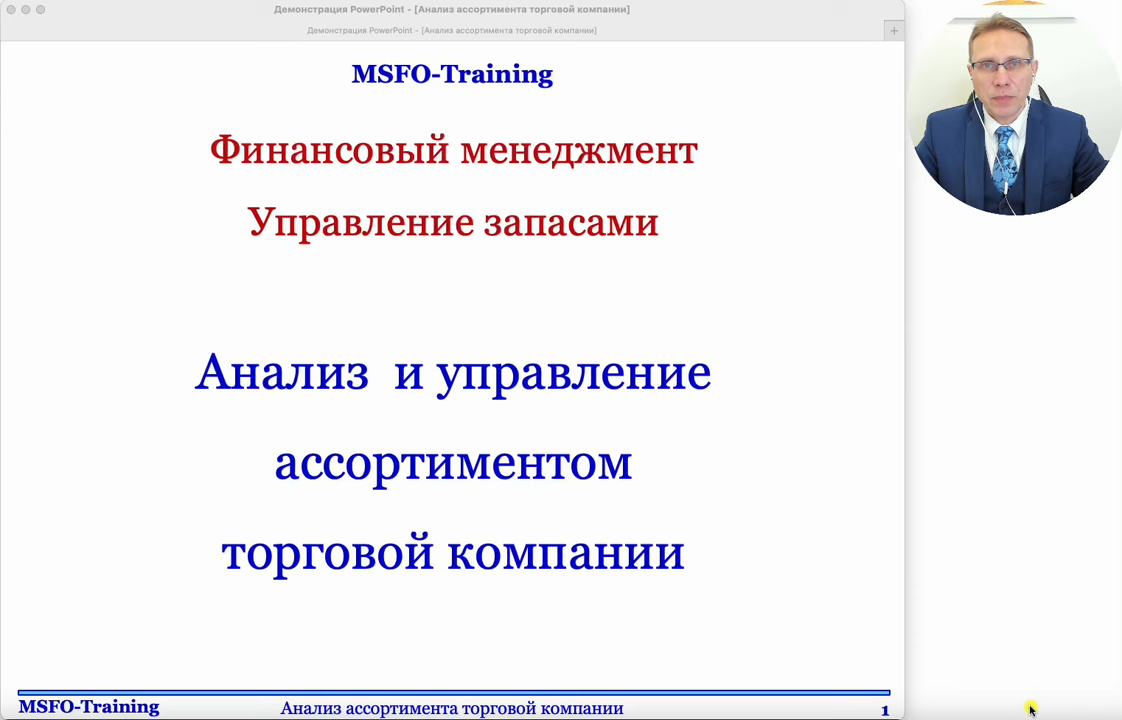 Демонстрация PowerPoint - [Анализ ассортимента торговой компании]
Демонстрация PowerPoint - [Анализ ассортимента торговой компании]
MSFO-Training
Финансовый менеджмент
Управление запасами
Анализ и управление
ассортиментом
торговой компании
MSFO-Training
Анализ ассортимента торговой компании
1